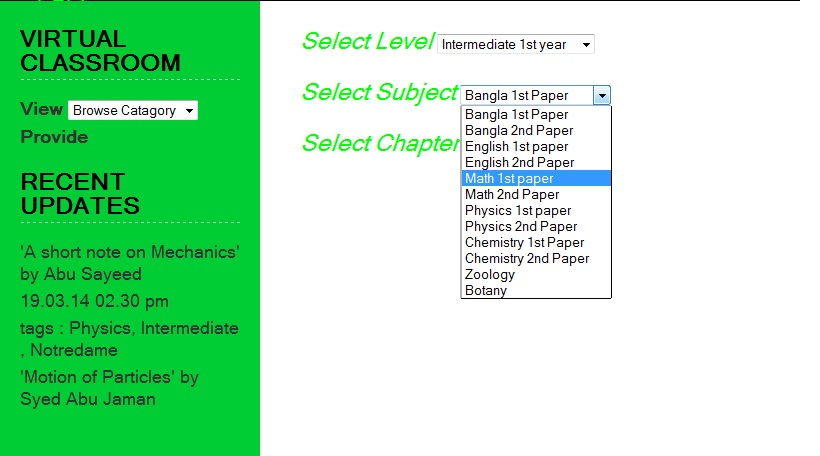 VIRTUAL
CLASSROOM
View Browse Catagory
Provide
RECENT
UPDATES
'A short note on Mechanics'
by Abu Sayeed
19.03.14 02.30 pm
tags : Physics, Intermediate
, Notredame
'Motion of Particles' by
Syed Abu Jaman
Select Level Intermediate 1st year
Select Subject Bangla 1st Paper
Select Chapter
Bangla 1st Paper
Bangla 2nd Paper
English 1st paper
English 2nd Paper
Math 1st paper
Math 2nd Paper
Physics 1st paper
Physics 2nd Paper
Chemistry 1st Paper
Chemistry 2nd Paper
Zoology
Botany